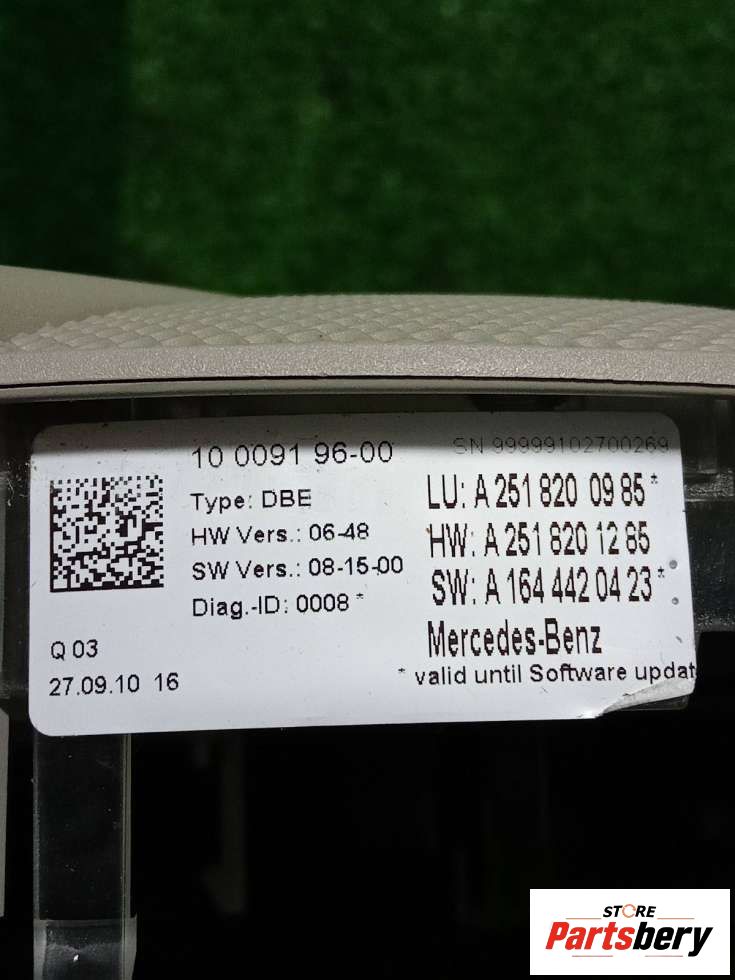 10 0091 96-00
SN 99999102700269
Type: DBE
HW Vers.: 06-48
SW Vers.: 08-15-00
Diag.-ID: 0008 *
LU: A 251 820 09 85 *
HW: A 251 820 12 85
SW: A 164 442 04 23 *
Mercedes-Benz
* valid until Software updat
Q 03
27.09.10 16
STORE
Partsbery